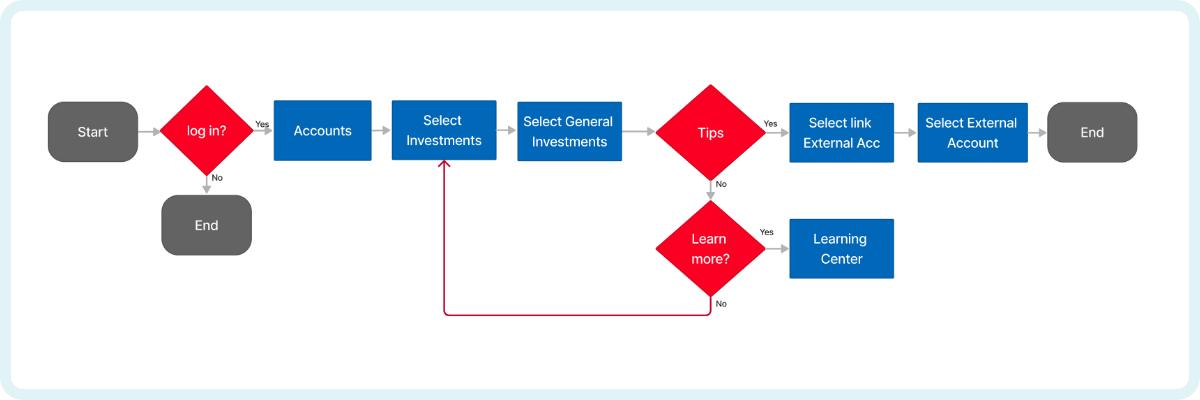 Start
log in?
Yes
Accounts
Select
Investments
Select General
Investments
Tips
Yes
Select link
External Acc
Select External
Account
End
No
End
No
Learn
more?
Yes
Learning
Center
No